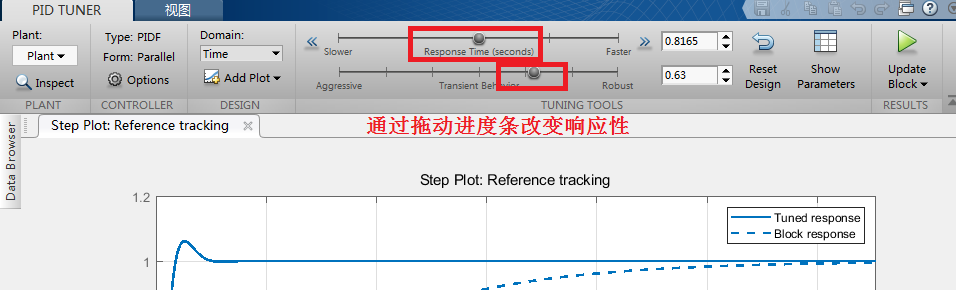 PID TUNER
视图
Plant:
Plant
Inspect
PLANT
Type: PIDF
Form: Parallel
Options
CONTROLLER
Domain:
Time
Add Plot
DESIGN
Slower
Response Time (seconds)
Faster
0.8165
Aggressive
Transient Behavior
Robust
0.63
TUNING TOOLS
Reset
Design
Show
Parameters
Update
Block
RESULTS
Data Browser
Step Plot: Reference tracking
通过拖动进度条改变响应性
Step Plot: Reference tracking
1.2
1
Tuned response
Block response